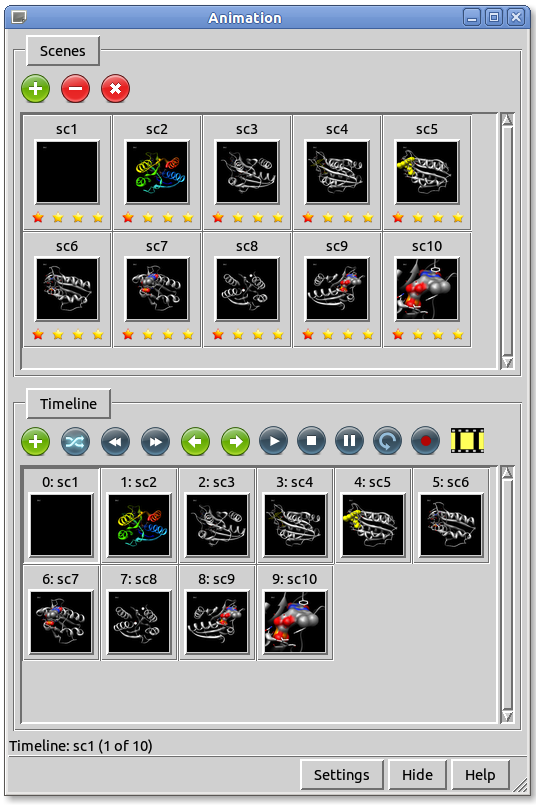 Animation
Scenes
sc1 sc2 sc3 sc4 sc5
sc6 sc7 sc8 sc9 sc10
Timeline
0: sc1 1: sc2 2: sc3 3: sc4 4: sc5 5: sc6
6: sc7 7: sc8 8: sc9 9: sc10
Timeline: sc1 (1 of 10)
Settings Hide Help